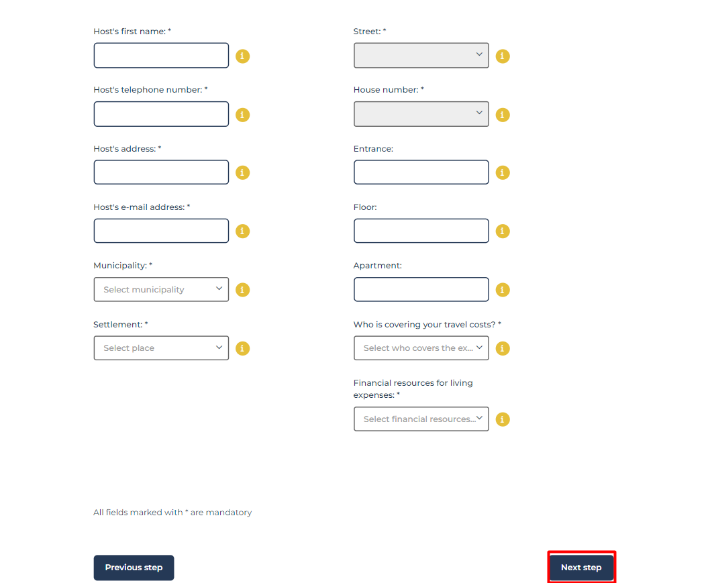 Host's first name: *
Street: *
Host's telephone number: *
House number: *
Host's address: *
Entrance:
Host's e-mail address: *
Floor:
Municipality: *
Select municipality
Apartment:
Settlement: *
Select place
Who is covering your travel costs? *
Select who covers the ex...
Financial resources for living
expenses: *
Select financial resources...
All fields marked with * are mandatory
Previous step
Next step